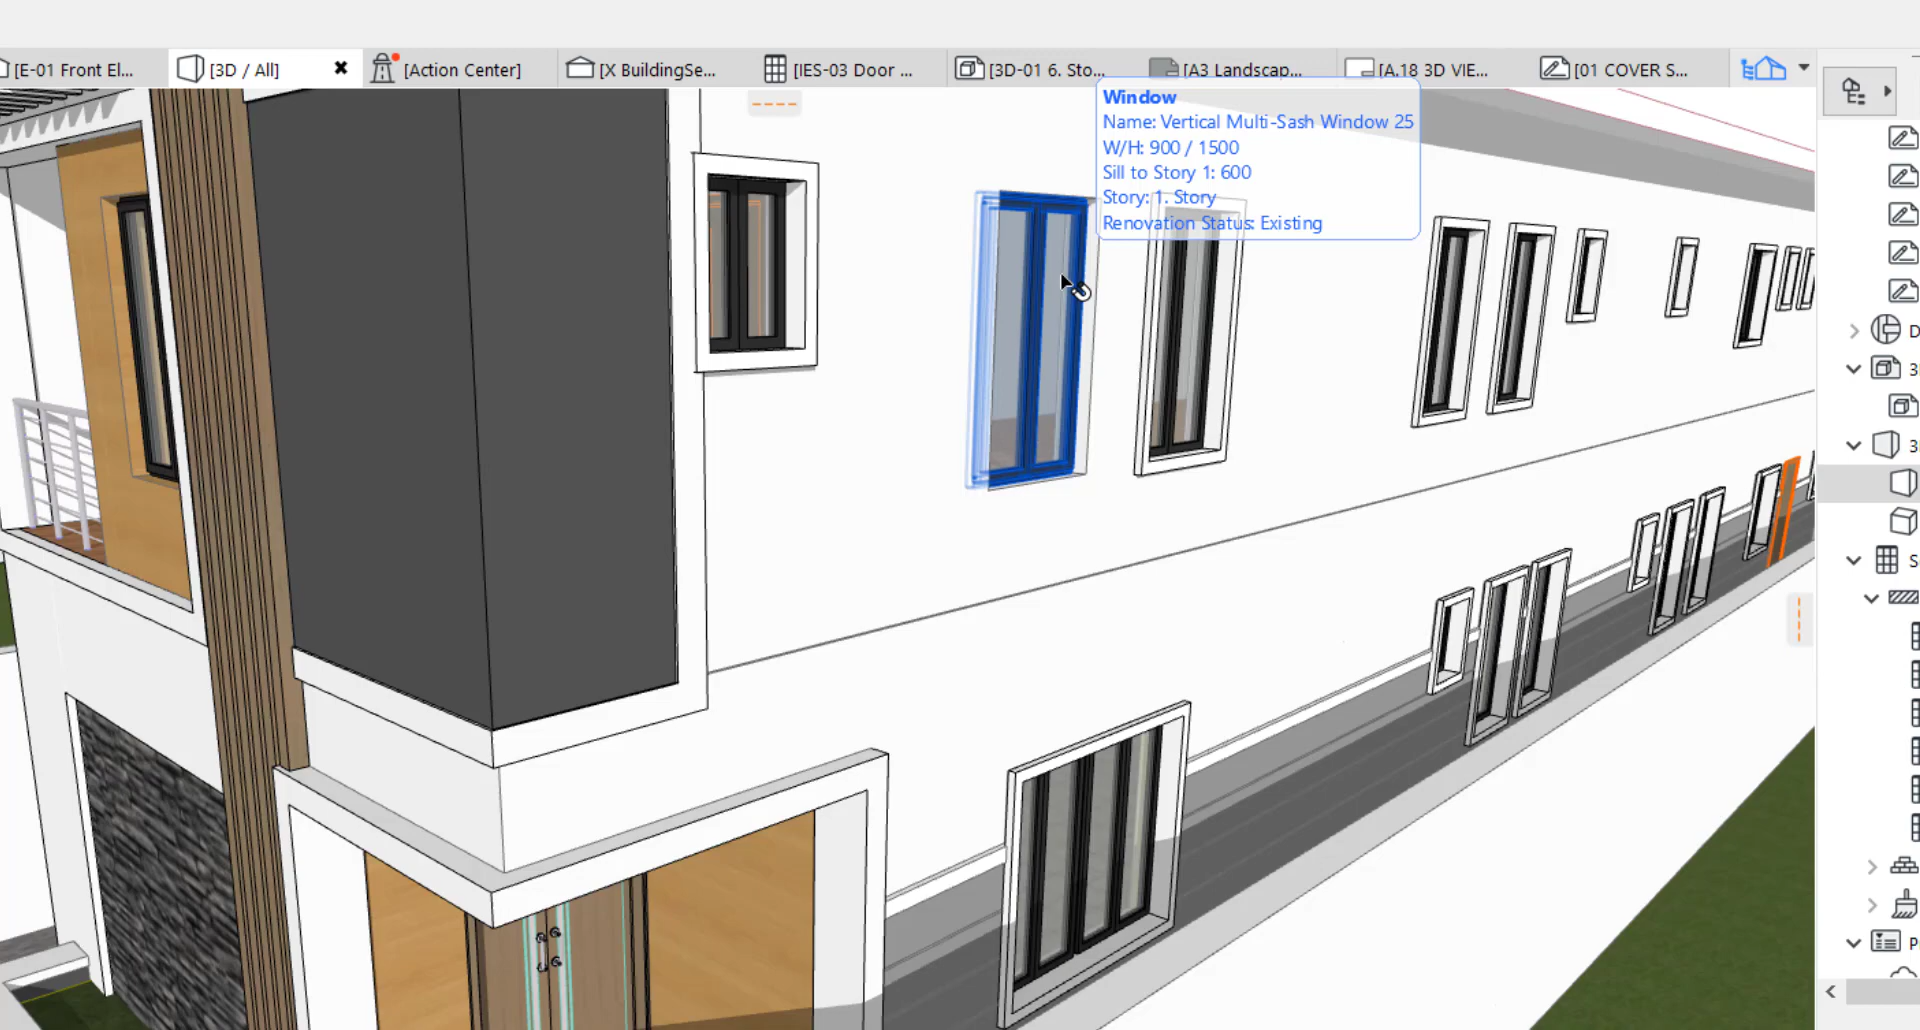 [E-01 Front El...
[3D / All]
[Action Center]
[X BuildingSe...
[IES-03 Door ...
[3D-01 6. Sto...
[A3 Landscap...
[A.18 3D VIE...
[01 COVER S...
Window
Name: Vertical Multi-Sash Window 25
W/H: 900 / 1500
Sill to Story 1: 600
Story: 1. Story
Renovation Status: Existing
D
3
3
S
P